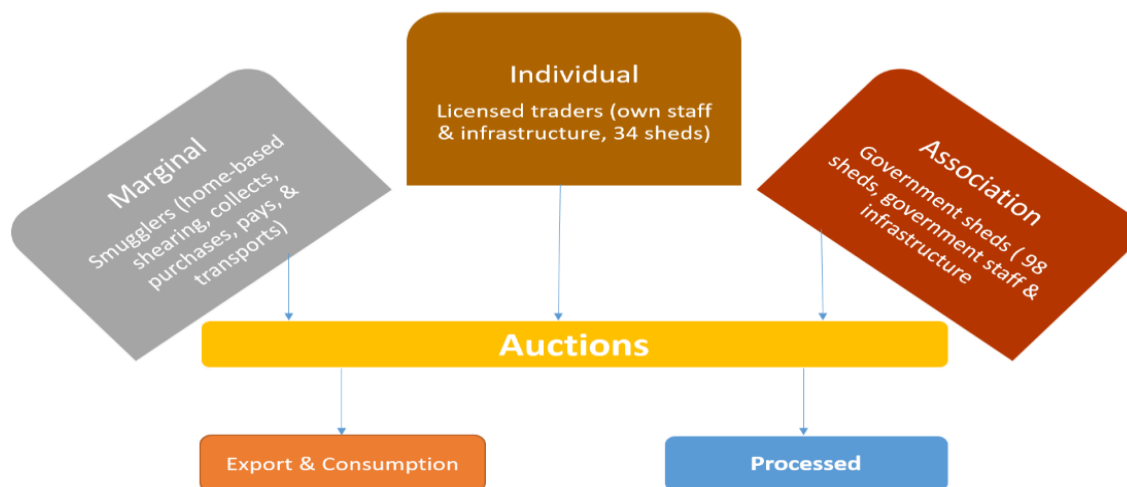 Individual
Licensed traders (own staff
& infrastructure, 34 sheds)
Marginal
Smugglers (home-based
shearing, collects,
purchases, pays, &
transports)
Association
Government sheds ( 98
sheds, government staff &
infrastructure
Auctions
Export & Consumption
Processed